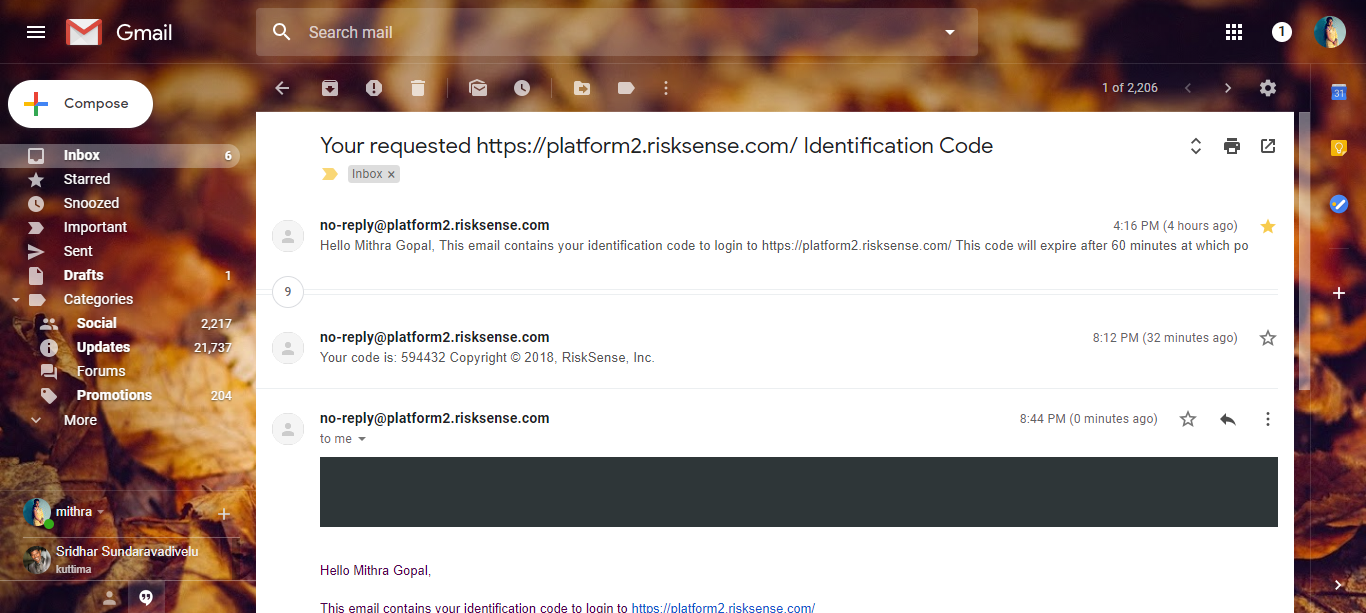 Gmail
Search mail
1
Compose
1 of 2,206
31
Inbox 6
Starred
Snoozed
Important
Sent
Drafts 1
Categories
Social 2,217
Updates 21,737
Forums
Promotions 204
More
mithra
Sridhar Sundaravadivelu
kuttima
Your requested https://platform2.risksense.com/ Identification Code
Inbox x
no-reply@platform2.risksense.com 4:16 PM (4 hours ago)
Hello Mithra Gopal, This email contains your identification code to login to https://platform2.risksense.com/ This code will expire after 60 minutes at which po
9
no-reply@platform2.risksense.com 8:12 PM (32 minutes ago)
Your code is: 594432 Copyright © 2018, RiskSense, Inc.
no-reply@platform2.risksense.com 8:44 PM (0 minutes ago)
to me
Hello Mithra Gopal,
This email contains your identification code to login to https://platform2.risksense.com/